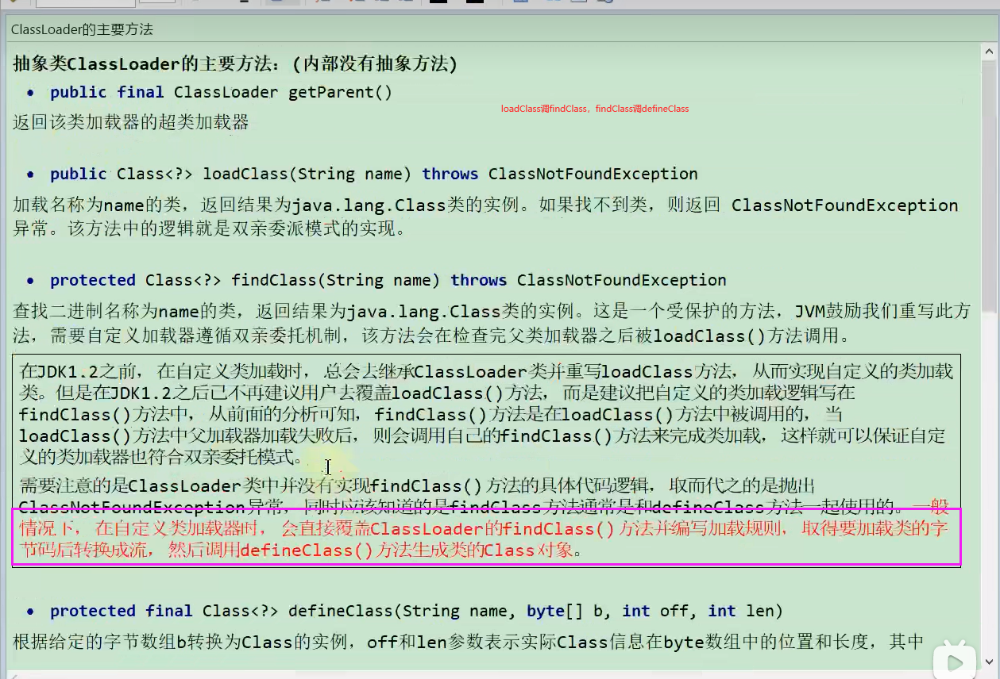 ClassLoader的主要方法
抽象类ClassLoader的主要方法：(内部没有抽象方法)
• public final ClassLoader getParent()
loadClass调findClass，findClass调defineClass
返回该类加载器的超类加载器
• public Class<?> loadClass(String name) throws ClassNotFoundException
加载名称为name的类，返回结果为java.lang.Class类的实例。如果找不到类，则返回 ClassNotFoundException
异常。该方法中的逻辑就是双亲委派模式的实现。
• protected Class<?> findClass(String name) throws ClassNotFoundException
查找二进制名称为name的类，返回结果为java.lang.Class类的实例。这是一个受保护的方法，JVM鼓励我们重写此方
法，需要自定义加载器遵循双亲委托机制，该方法会在检查完父类加载器之后被loadClass()方法调用。
在JDK1.2之前，在自定义类加载时，总会去继承ClassLoader类并重写loadClass方法，从而实现自定义的类加载
类。但是在JDK1.2之后已不再建议用户去覆盖loadClass()方法，而是建议把自定义的类加载逻辑写在
findClass()方法中，从前面的分析可知，findClass()方法是在loadClass()方法中被调用的，当
loadClass()方法中父加载器加载失败后，则会调用自己的findClass()方法来完成类加载，这样就可以保证自定
义的类加载器也符合双亲委托模式。
需要注意的是ClassLoader类中并没有实现findClass()方法的具体代码逻辑，取而代之的是抛出
ClassNotFoundException异常，同时应该知道的是findClass方法通常是和defineClass方法一起使用的。一般
情况下，在自定义类加载器时，会直接覆盖ClassLoader的findClass()方法并编写加载规则，取得要加载类的字
节码后转换成流，然后调用defineClass()方法生成类的Class对象。
• protected final Class<?> defineClass(String name, byte[] b, int off, int len)
根据给定的字节数组b转换为Class的实例，off和len参数表示实际Class信息在byte数组中的位置和长度，其中